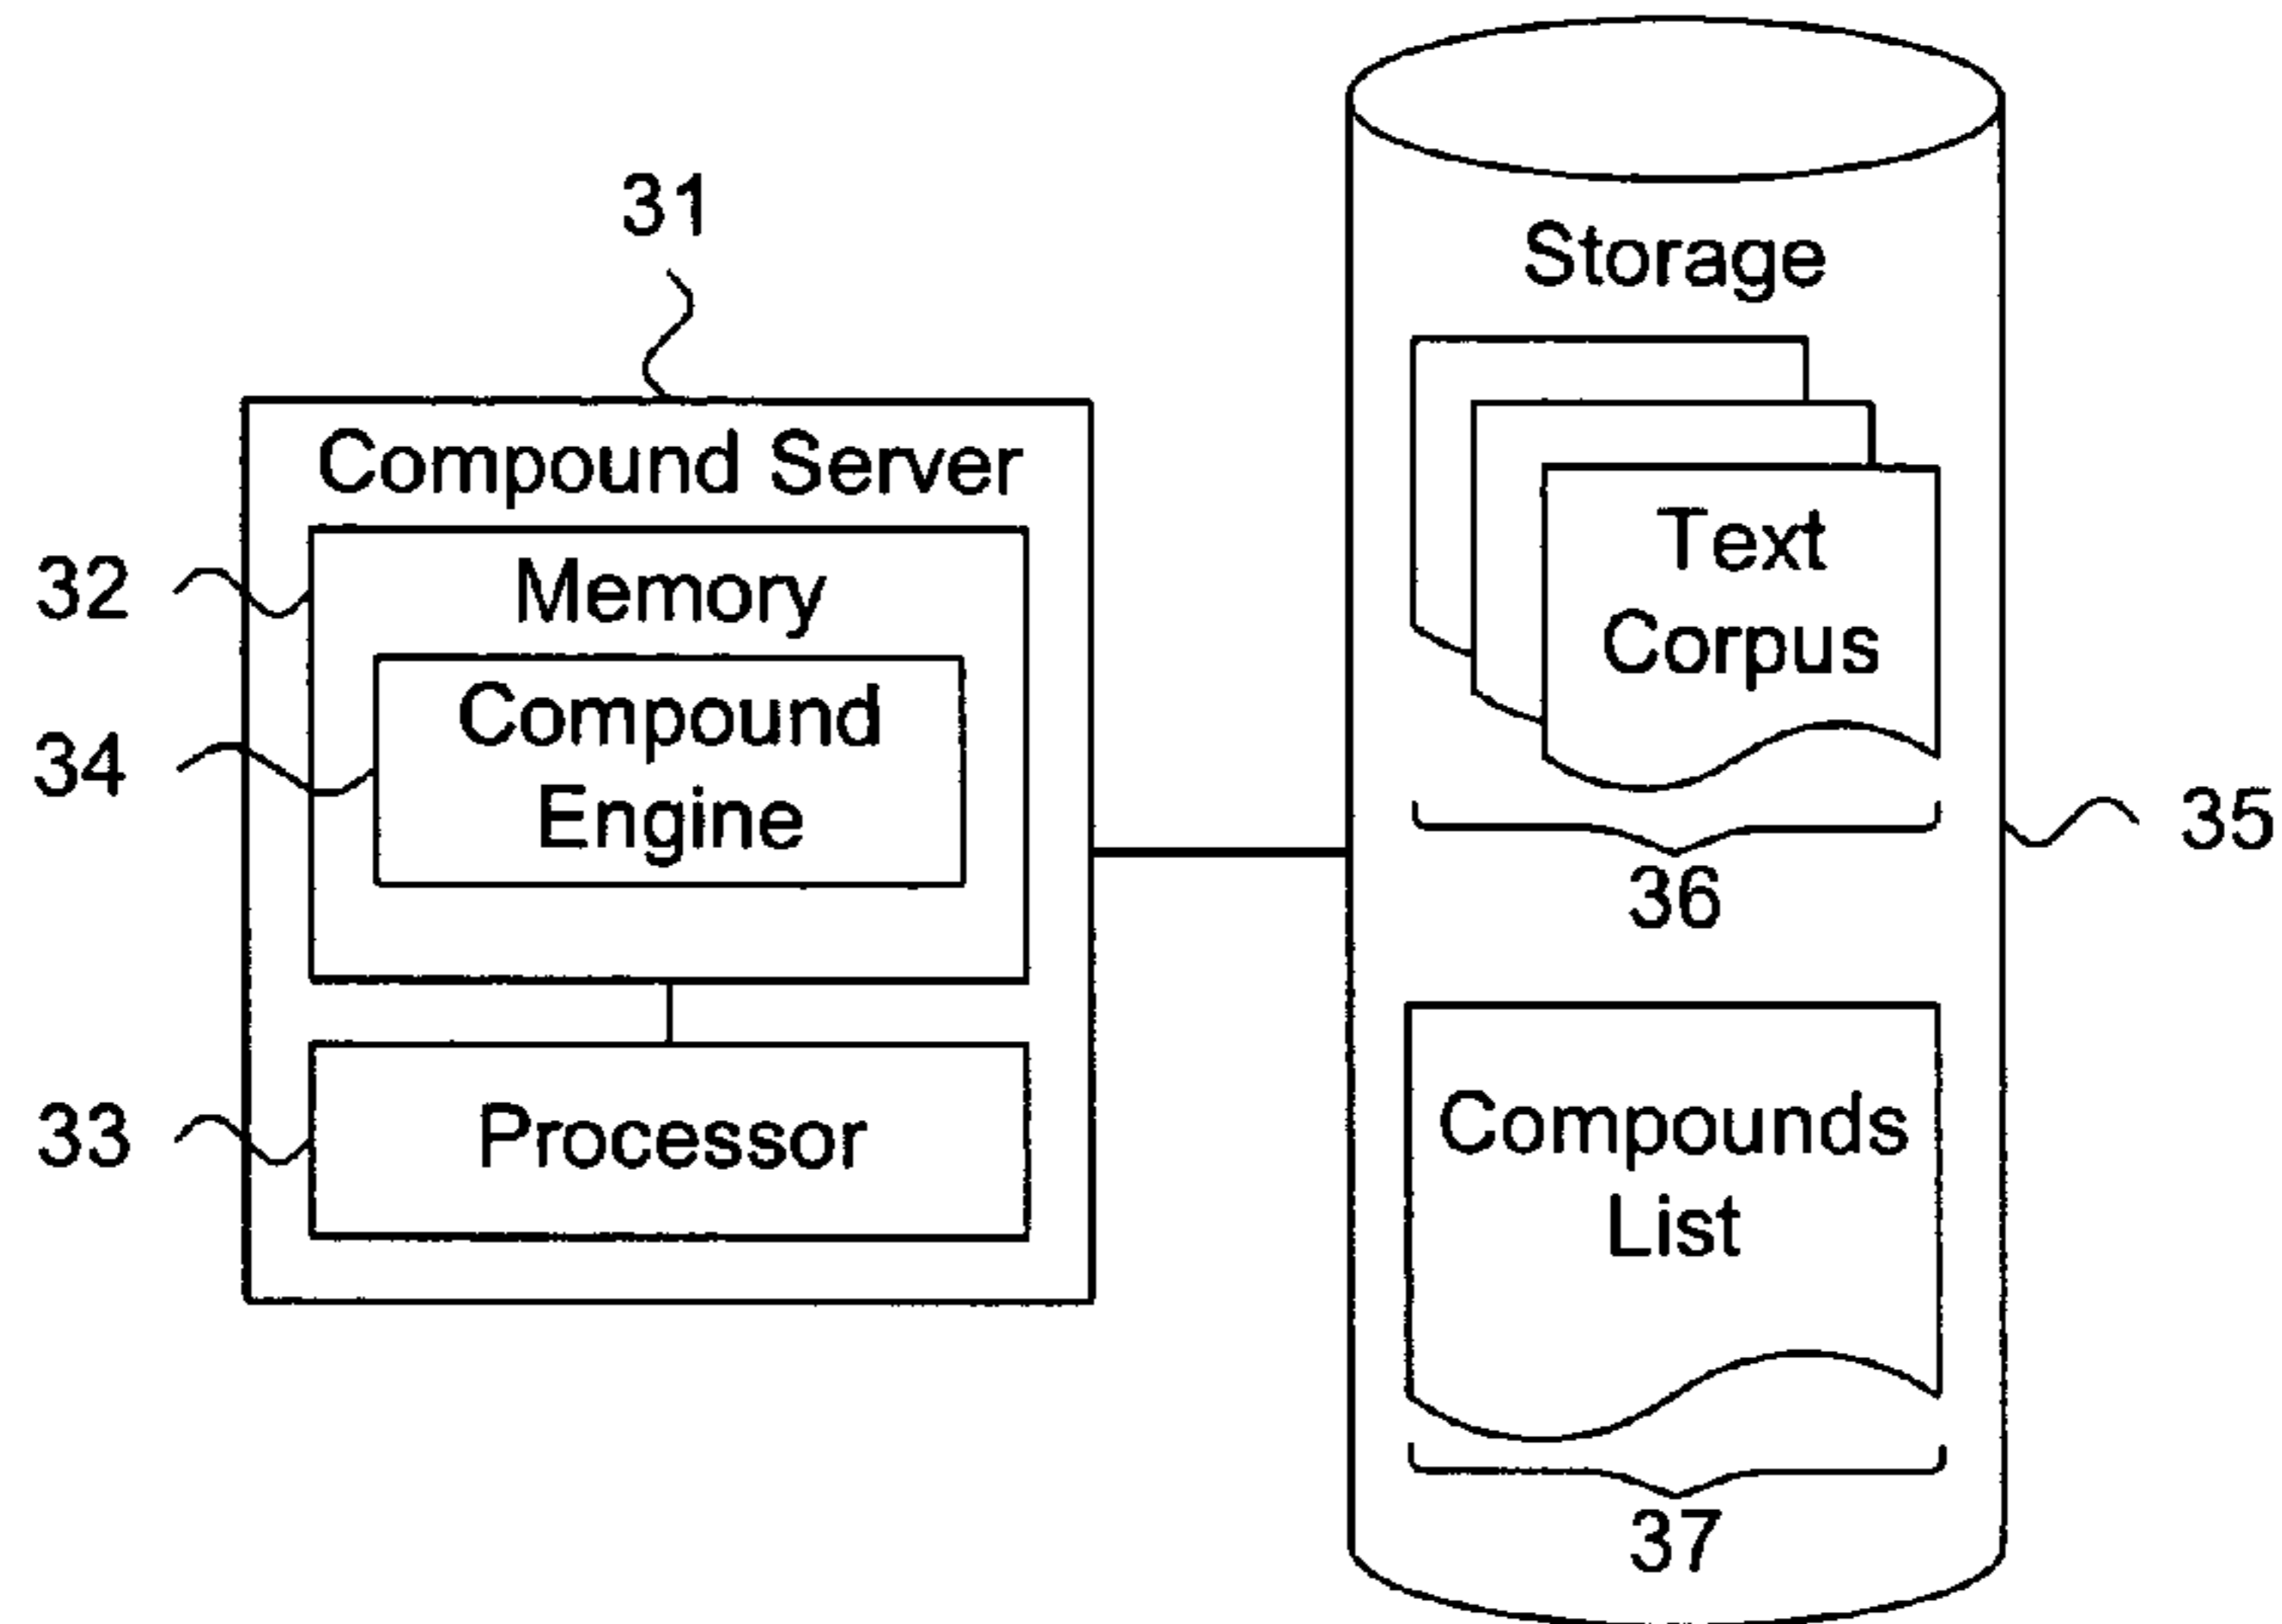 31
Compound Server
32
Memory
34
Compound
Engine
33
Processor
Storage
Text
Corpus
36
35
Compounds
List
37